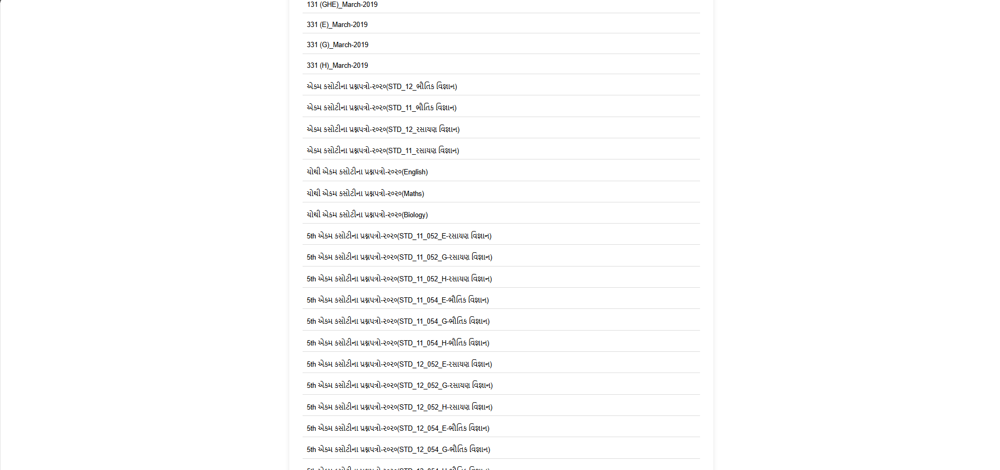 131 (GHE)_March-2019
331 (E)_March-2019
331 (G)_March-2019
331 (H)_March-2019
એકમ કસોટીના પ્રશ્નપત્રો-૨૦૨૦(STD_12_ભૌતિક વિજ્ઞાન)
એકમ કસોટીના પ્રશ્નપત્રો-૨૦૨૦(STD_11_ભૌતિક વિજ્ઞાન)
એકમ કસોટીના પ્રશ્નપત્રો-૨૦૨૦(STD_12_રસાયણ વિજ્ઞાન)
એકમ કસોટીના પ્રશ્નપત્રો-૨૦૨૦(STD_11_રસાયણ વિજ્ઞાન)
ચોથી એકમ કસોટીના પ્રશ્નપત્રો-૨૦૨૦(English)
ચોથી એકમ કસોટીના પ્રશ્નપત્રો-૨૦૨૦(Maths)
ચોથી એકમ કસોટીના પ્રશ્નપત્રો-૨૦૨૦(Biology)
5th એકમ કસોટીના પ્રશ્નપત્રો-૨૦૨૦(STD_11_052_E-રસાયણ વિજ્ઞાન)
5th એકમ કસોટીના પ્રશ્નપત્રો-૨૦૨૦(STD_11_052_G-રસાયણ વિજ્ઞાન)
5th એકમ કસોટીના પ્રશ્નપત્રો-૨૦૨૦(STD_11_052_H-રસાયણ વિજ્ઞાન)
5th એકમ કસોટીના પ્રશ્નપત્રો-૨૦૨૦(STD_11_054_E-ભૌતિક વિજ્ઞાન)
5th એકમ કસોટીના પ્રશ્નપત્રો-૨૦૨૦(STD_11_054_G-ભૌતિક વિજ્ઞાન)
5th એકમ કસોટીના પ્રશ્નપત્રો-૨૦૨૦(STD_11_054_H-ભૌતિક વિજ્ઞાન)
5th એકમ કસોટીના પ્રશ્નપત્રો-૨૦૨૦(STD_12_052_E-રસાયણ વિજ્ઞાન)
5th એકમ કસોટીના પ્રશ્નપત્રો-૨૦૨૦(STD_12_052_G-રસાયણ વિજ્ઞાન)
5th એકમ કસોટીના પ્રશ્નપત્રો-૨૦૨૦(STD_12_052_H-રસાયણ વિજ્ઞાન)
5th એકમ કસોટીના પ્રશ્નપત્રો-૨૦૨૦(STD_12_054_E-ભૌતિક વિજ્ઞાન)
5th એકમ કસોટીના પ્રશ્નપત્રો-૨૦૨૦(STD_12_054_G-ભૌતિક વિજ્ઞાન)